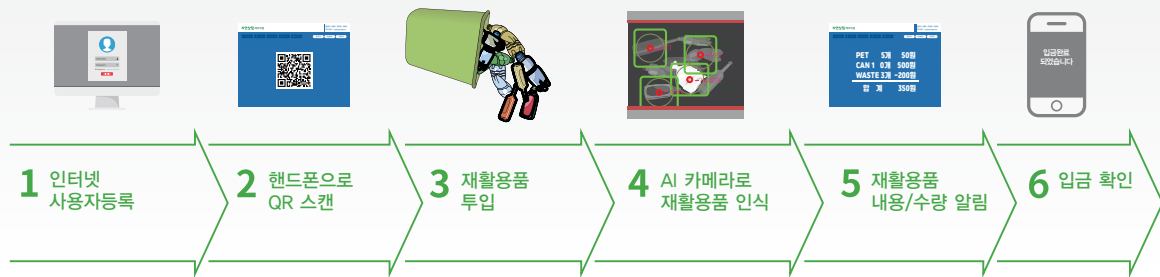 PET 5개 50원
CAN 1 0개 500원
WASTE 3개 -200원
합 계 350원
입금완료
되었습니다
1 인터넷
사용자등록
2 핸드폰으로
QR 스캔
3 재활용품
투입
4 AI 카메라로
재활용품 인식
5 재활용품
내용/수량 알림
6 입금 확인